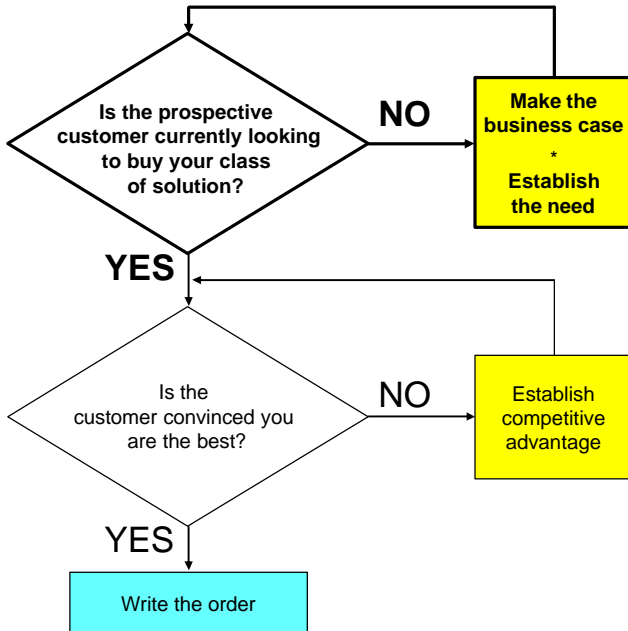 Is the prospective
customer currently looking
to buy your class
of solution?
NO
Make the
business case
*
Establish
the need
YES
Is the
customer convinced you
are the best?
NO
Establish
competitive
advantage
YES
Write the order